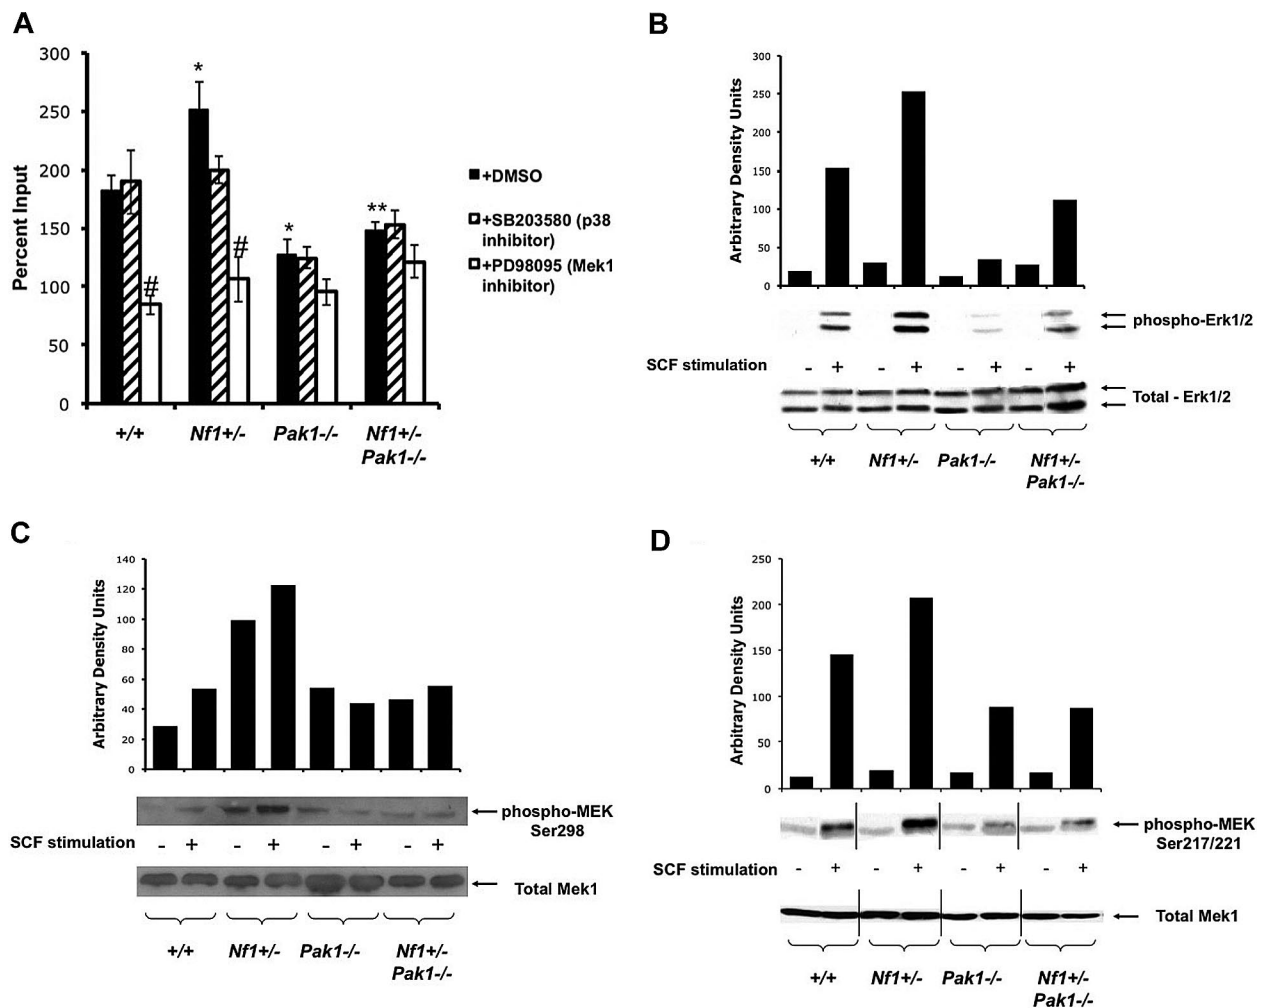 A
300
250
200
150
100
50
0
Percent Input
*
#
*
#
*
**
+/+ Nf1+/- Pak1-/- Nf1+/-
Pak1-/-
+DMSO
+SB203580 (p38
inhibitor)
+PD98095 (Mek1
inhibitor)
B
300
250
200
150
100
50
0
Arbitrary Density Units
phospho-Erk1/2
SCF stimulation - + - + - + - +
Total - Erk1/2
+/+ Nf1+/- Pak1-/- Nf1+/-
Pak1-/-
C
140
120
100
80
60
40
20
0
Arbitrary Density Units
phospho-MEK
Ser298
SCF stimulation - + - + - + - +
Total Mek1
+/+ Nf1+/- Pak1-/- Nf1+/-
Pak1-/-
D
250
200
150
100
50
0
Arbitrary Density Units
phospho-MEK
Ser217/221
SCF stimulation - + - + - + - +
Total Mek1
+/+ Nf1+/- Pak1-/- Nf1+/-
Pak1-/-